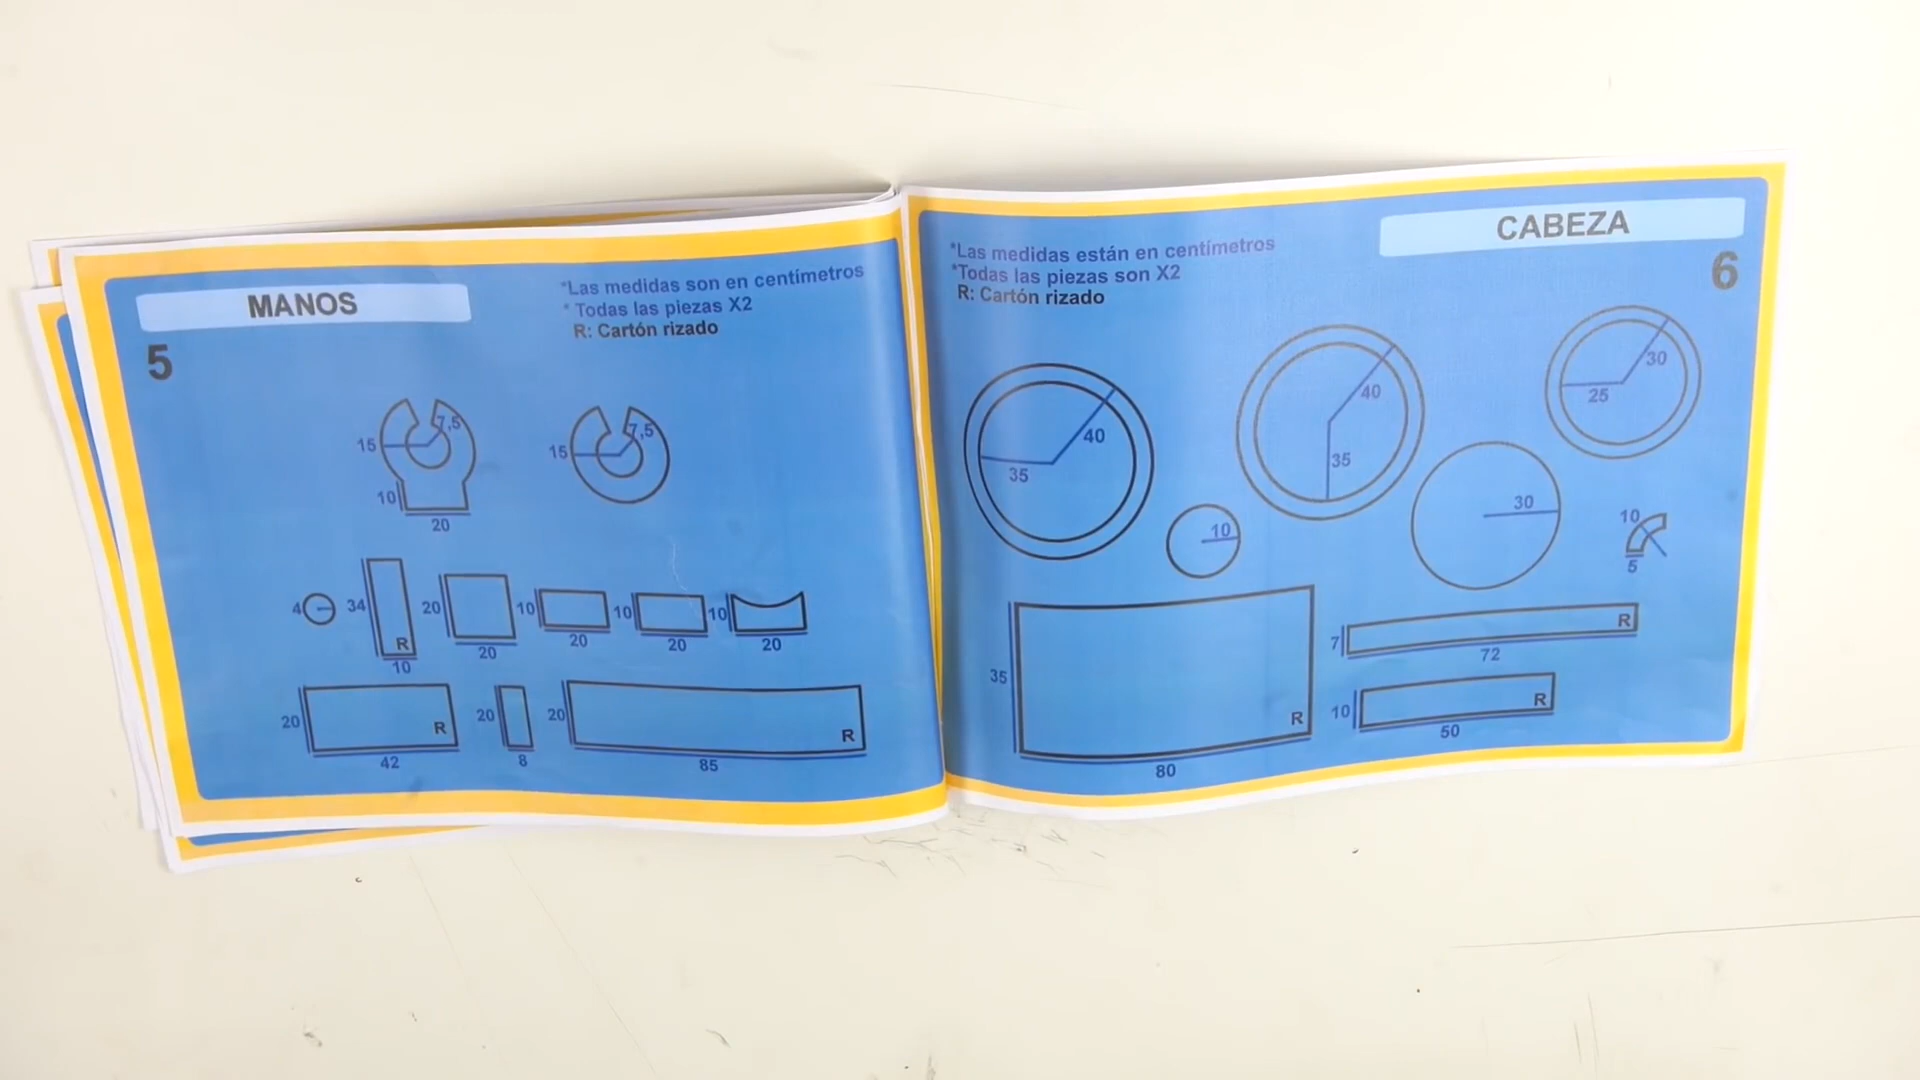 MANOS
5
*Las medidas son en centímetros
* Todas las piezas X2
R: Cartón rizado
15
7,5
10
20
15
7,5
4
34
R
10
20
20
10
20
10
20
10
20
20
R
42
20
8
20
R
85
CABEZA
6
*Las medidas están en centímetros
*Todas las piezas son X2
R: Cartón rizado
40
35
40
35
30
25
10
30
10
5
35
R
80
7
R
72
10
R
50